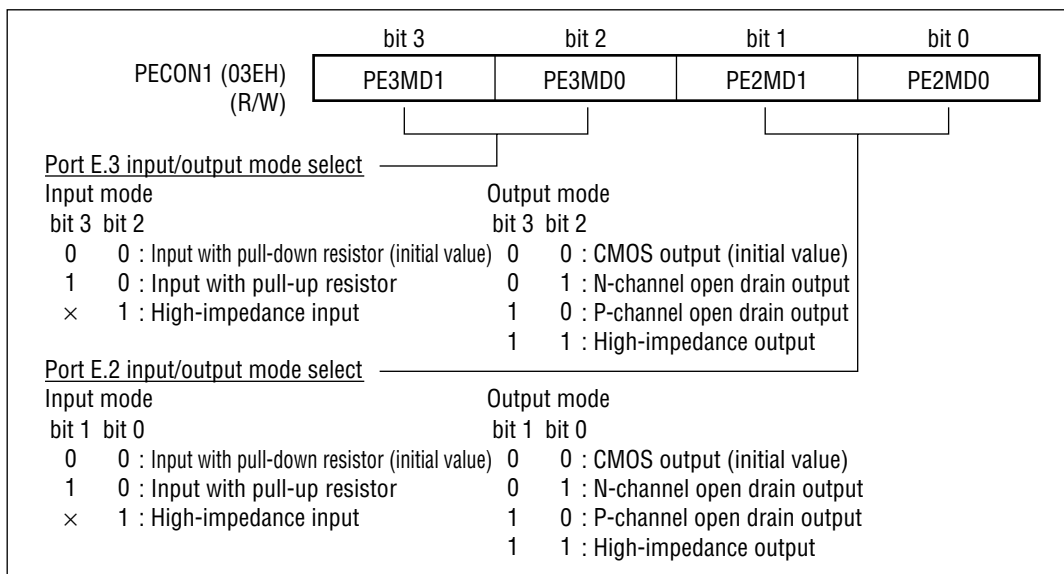 bit 3 bit 2 bit 1 bit 0
PECON1 (03EH) PE3MD1 PE3MD0 PE2MD1 PE2MD0
(R/W)
Port E.3 input/output mode select
Input mode Output mode
bit 3 bit 2 bit 3 bit 2
0 0 : Input with pull-down resistor (initial value) 0 0 : CMOS output (initial value)
1 0 : Input with pull-up resistor 0 1 : N-channel open drain output
× 1 : High-impedance input 1 0 : P-channel open drain output
1 1 : High-impedance output
Port E.2 input/output mode select
Input mode Output mode
bit 1 bit 0 bit 1 bit 0
0 0 : Input with pull-down resistor (initial value) 0 0 : CMOS output (initial value)
1 0 : Input with pull-up resistor 0 1 : N-channel open drain output
× 1 : High-impedance input 1 0 : P-channel open drain output
1 1 : High-impedance output